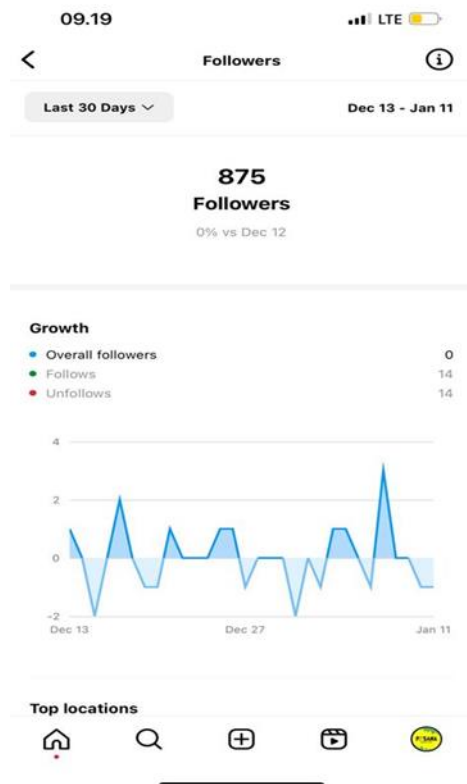 09.19 LTE
Followers
Last 30 Days Dec 13 - Jan 11
875
Followers
0% vs Dec 12
Growth
Overall followers 0
Follows 14
Unfollows 14
4
2
0
-2
Dec 13 Dec 27 Jan 11
Top locations